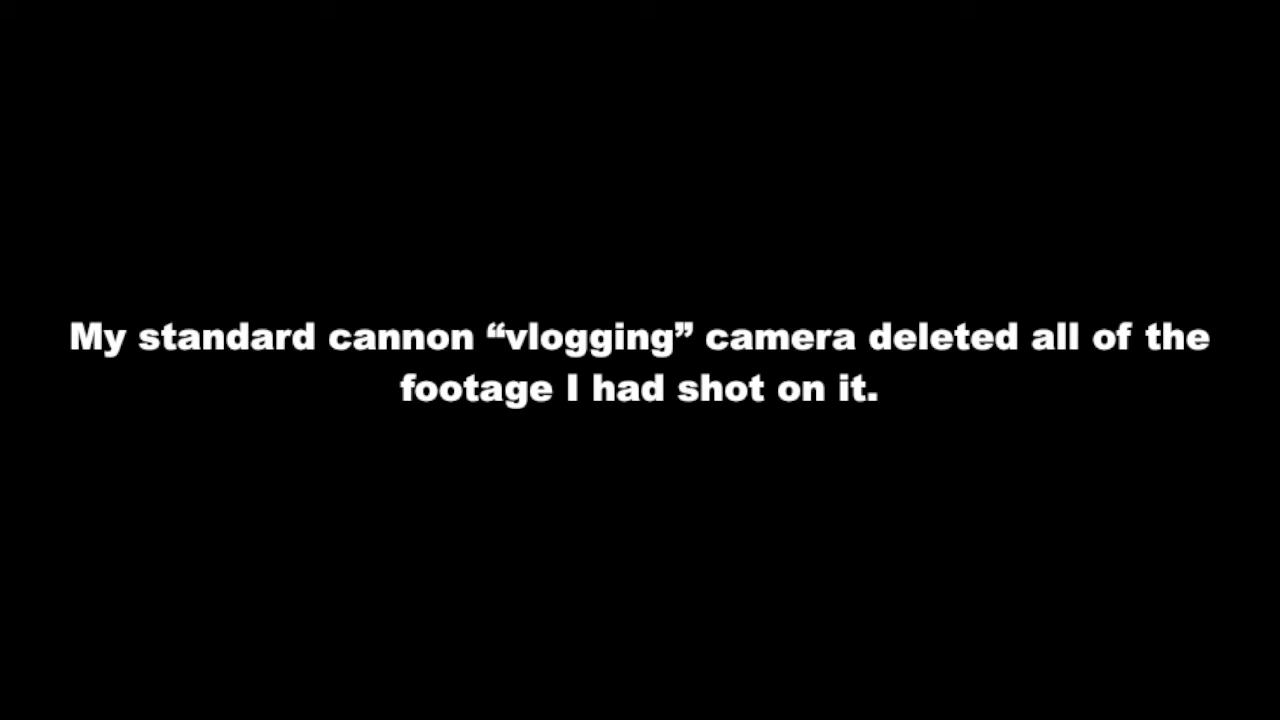 My standard cannon “vlogging” camera deleted all of the
footage I had shot on it.